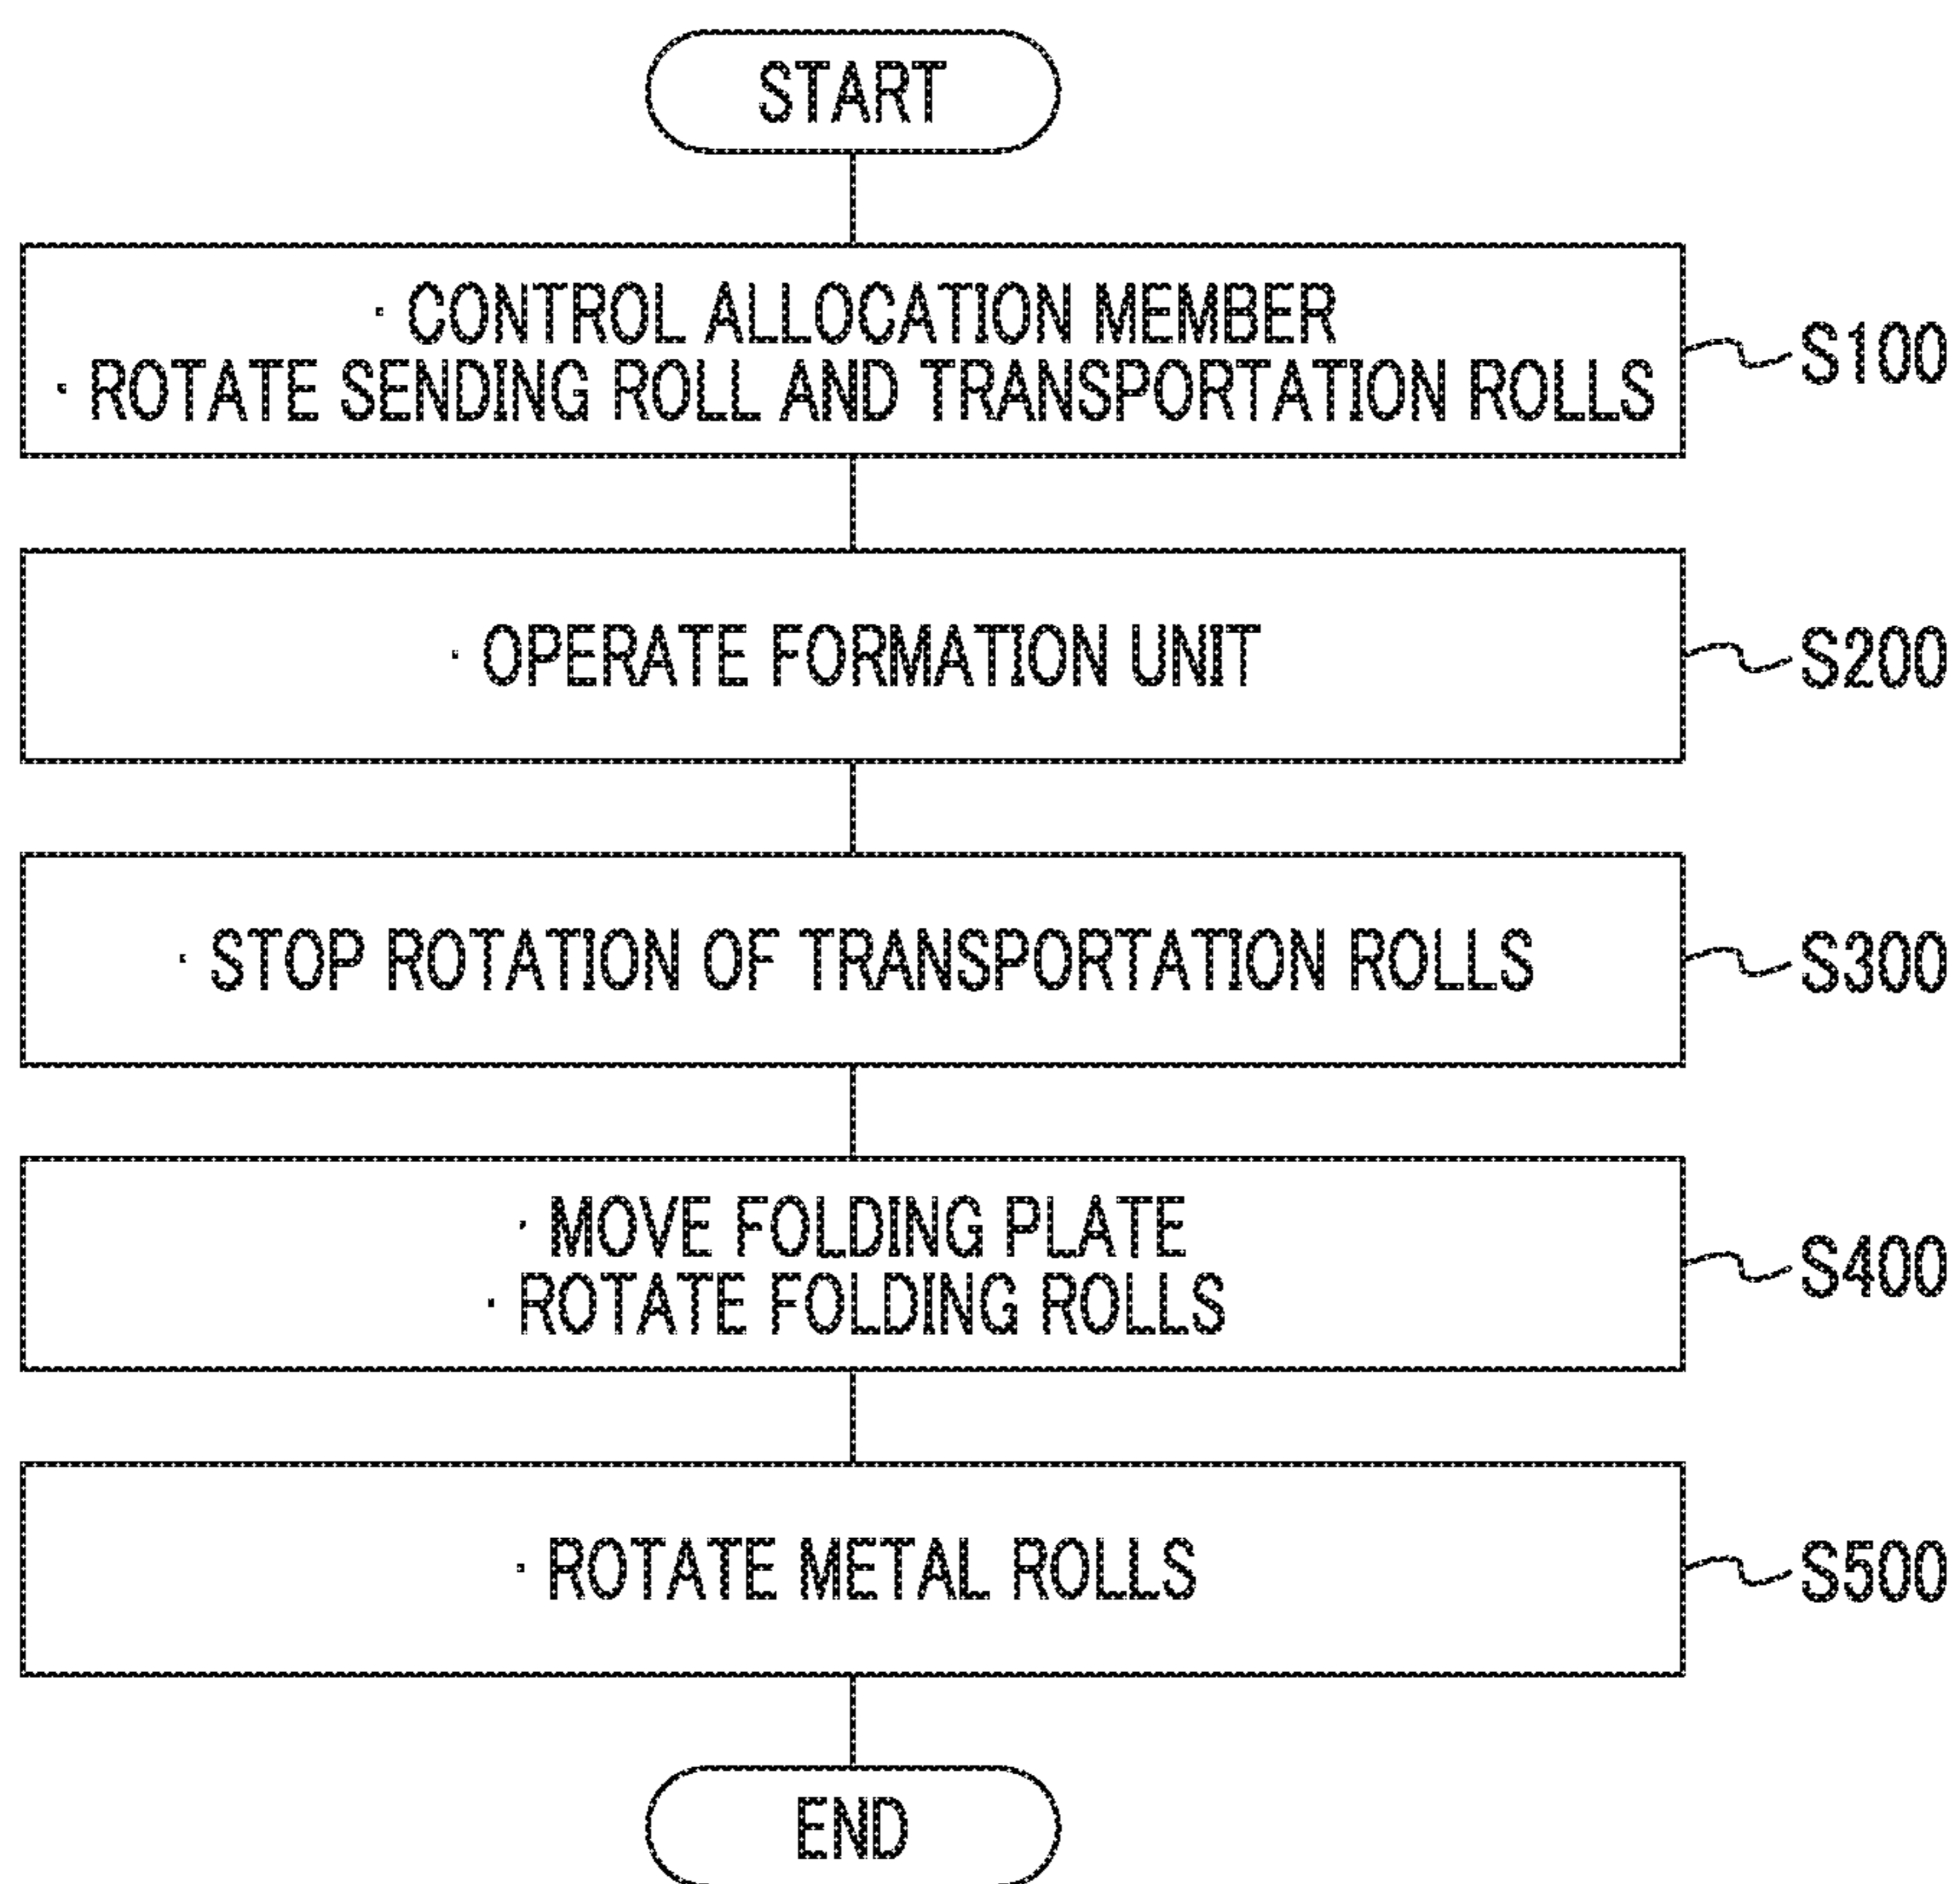 START
· CONTROL ALLOCATION MEMBER
· ROTATE SENDING ROLL AND TRANSPORTATION ROLLS
S100
· OPERATE FORMATION UNIT
S200
· STOP ROTATION OF TRANSPORTATION ROLLS
S300
· MOVE FOLDING PLATE
· ROTATE FOLDING ROLLS
S400
· ROTATE METAL ROLLS
S500
END